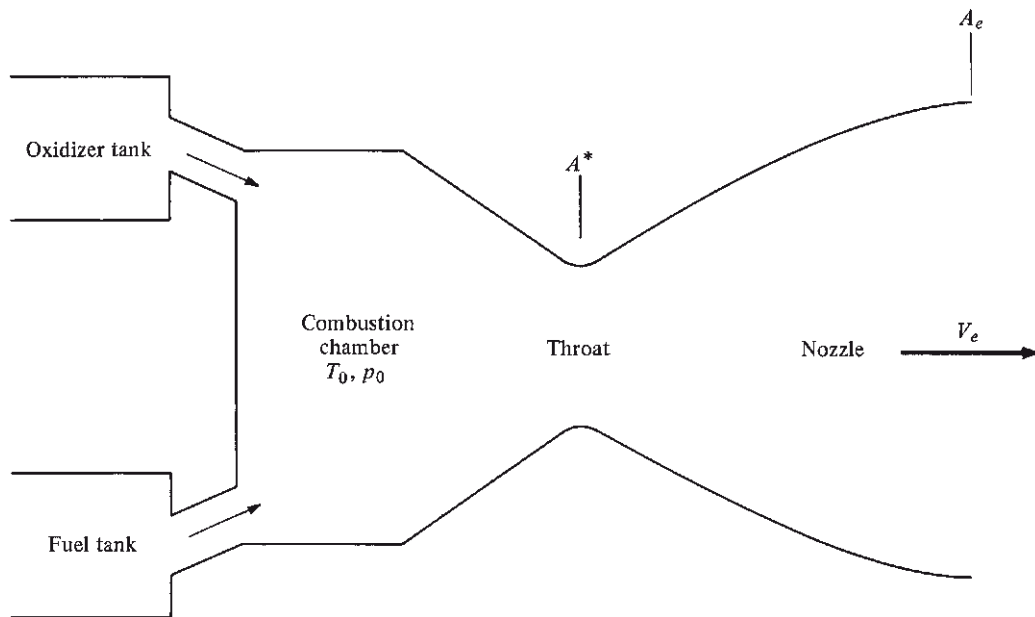 A_e
Oxidizer tank
A*
Combustion
chamber
T_0, p_0
Throat
Nozzle
V_e
Fuel tank